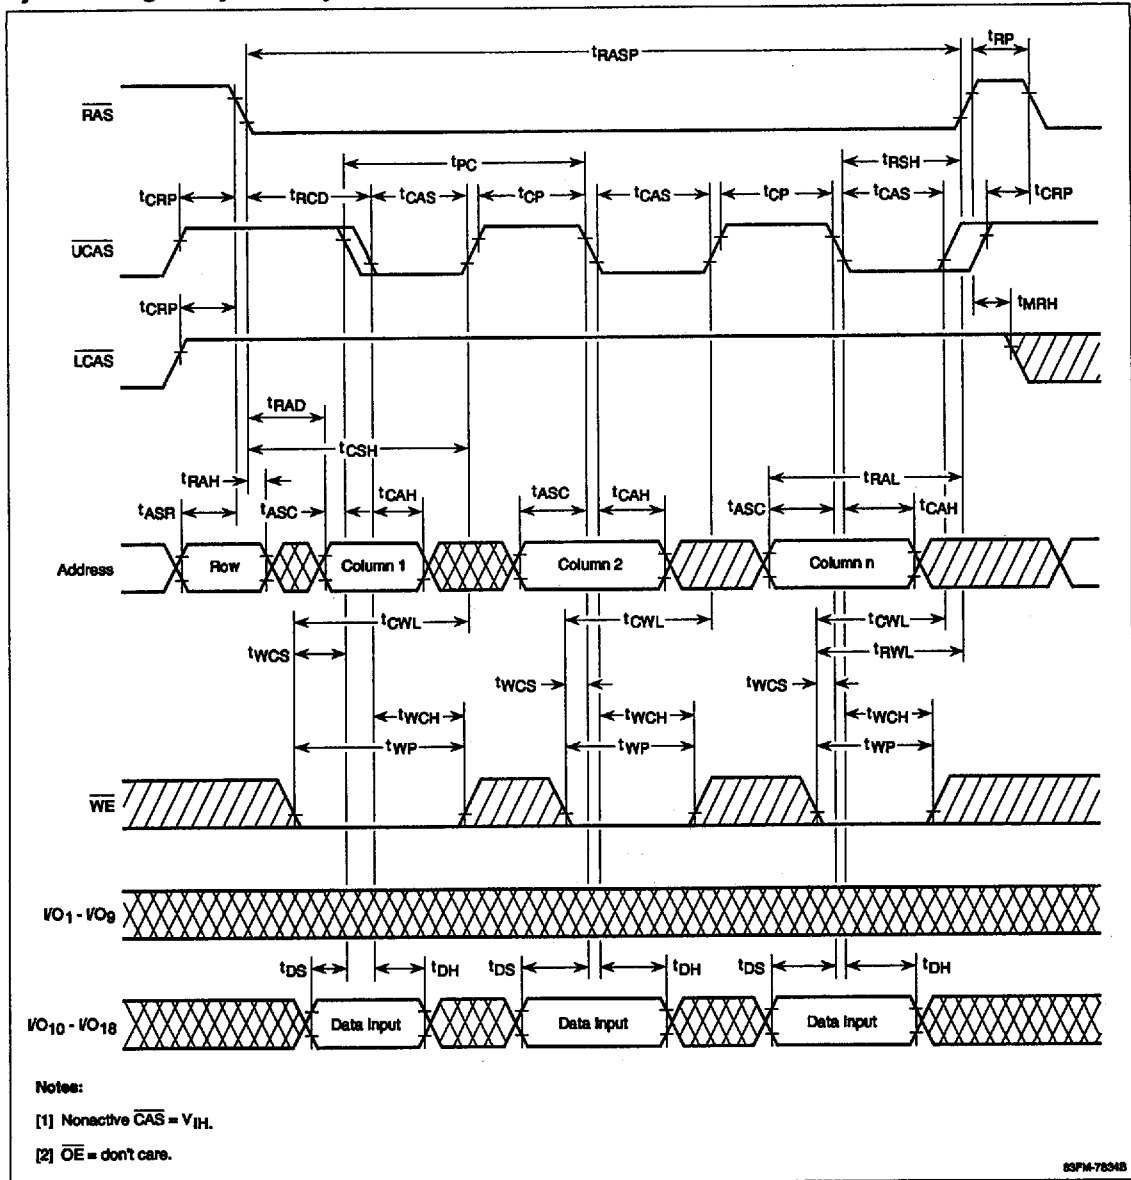 tRASP tRP
RAS
tPC tRSH
tCRP tRCD tCAS tCP tCAS tCP tCAS tCRP
UCAS
tCRP tMRH
LCAS
tRAD
tCSH
tRAH tRAL
tASR tASC tCAH tASC tCAH tASC tCAH
Address Row Column 1 Column 2 Column n
tCWL tCWL tCWL
tWCS tRWL
tWCS tWCS
tWCH tWCH tWCH
tWP tWP tWP
WE
I/O1 - I/O9
tDS tDH tDS tDH tDS tDH
I/O10 - I/O18 Data Input Data Input Data Input
Notes:
[1] Nonactive CAS = VIH.
[2] OE = don't care.
83FM-7834B